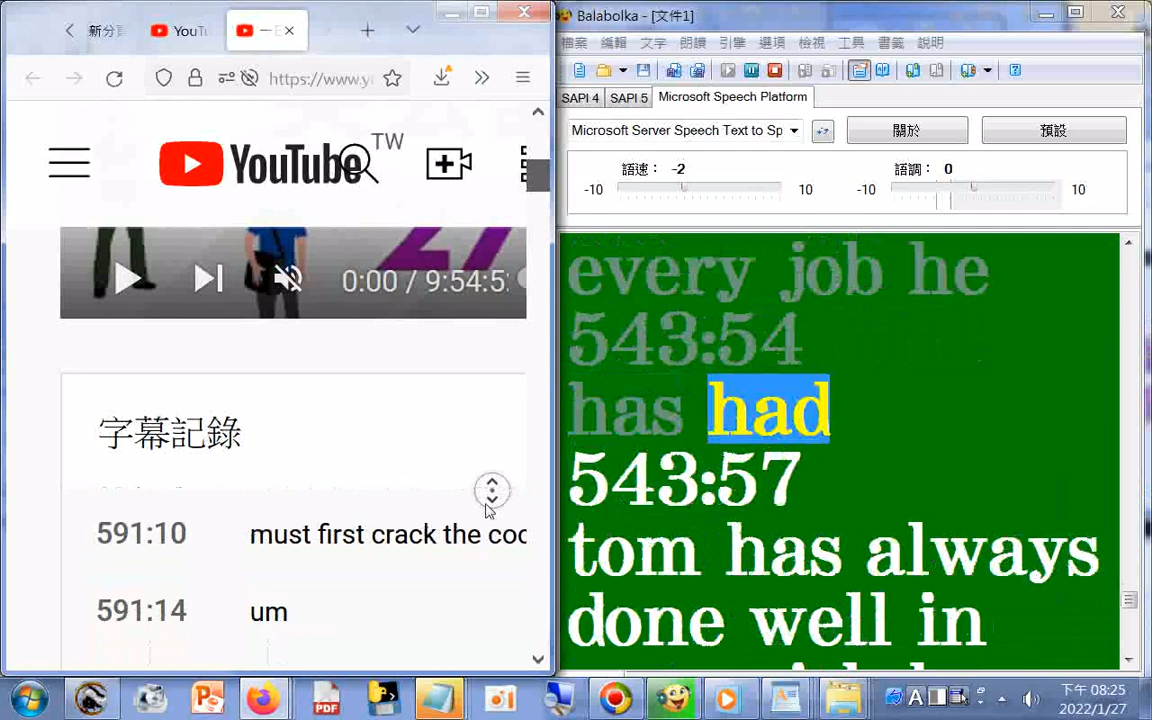 新分
YouT
一 E
https://www.y
TW
YouTube
27
0:00 / 9:54:5
字幕記錄
591:10 must first crack the coo
591:14 um
Balabolka - [文件1]
檔案 編輯 文字 朗讀 引擎 選項 檢視 工具 書籤 說明
SAPI 4 SAPI 5 Microsoft Speech Platform
Microsoft Server Speech Text to Sp 關於 預設
語速： -2 語調： 0
-10 10 -10 10
every job he
543:54
has had
543:57
tom has always
done well in
PDF
A
下午 08:25
2022/1/27